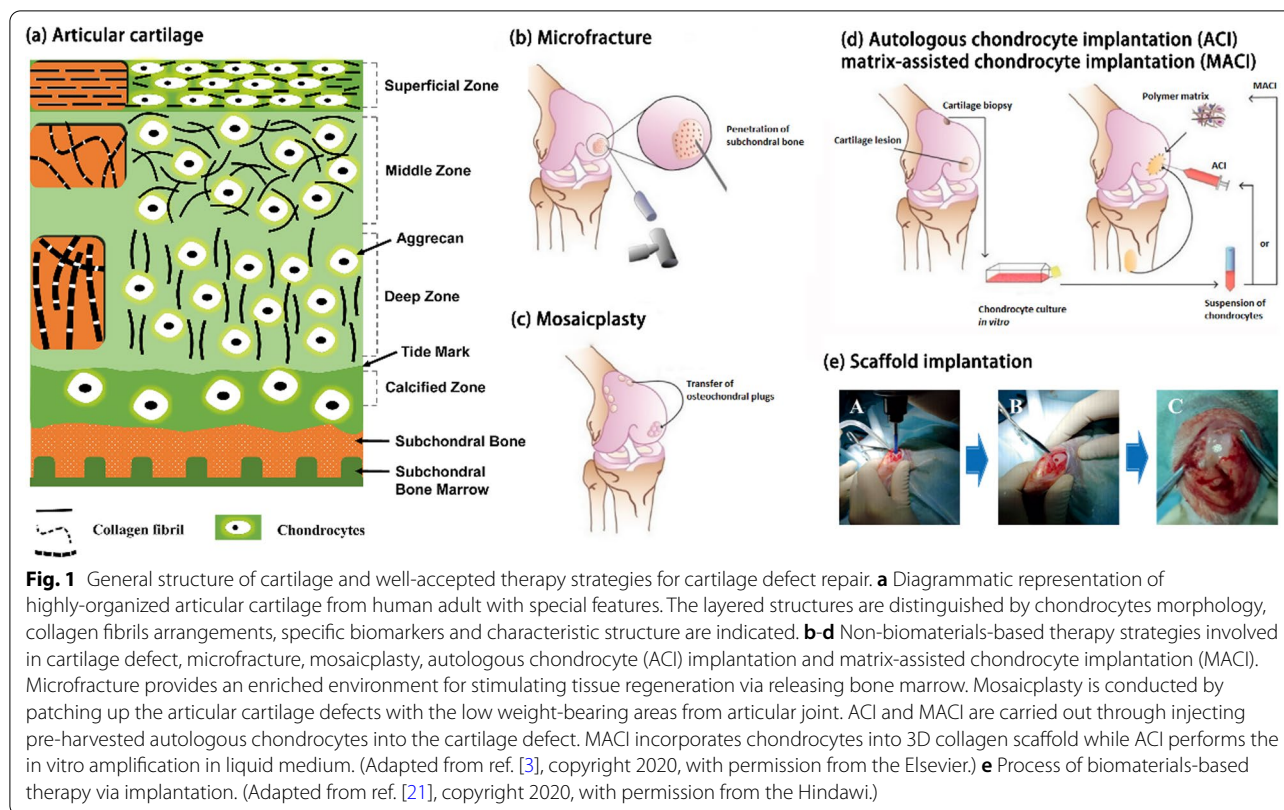 (a) Articular cartilage
Superficial Zone
Middle Zone
Aggrecan
Deep Zone
Tide Mark
Calcified Zone
Subchondral Bone
Subchondral
Bone Marrow
Collagen fibril
Chondrocytes
(b) Microfracture
Penetration of
subchondral bone
(c) Mosaicplasty
Transfer of
osteochondral plugs
(d) Autologous chondrocyte implantation (ACI)
matrix-assisted chondrocyte implantation (MACI)
Cartilage biopsy
Cartilage lesion
Polymer matrix
MACI
ACI
or
Chondrocyte culture
in vitro
Suspension of
chondrocytes
(e) Scaffold implantation
A
B
C
Fig. 1 General structure of cartilage and well-accepted therapy strategies for cartilage defect repair. a Diagrammatic representation of
highly-organized articular cartilage from human adult with special features. The layered structures are distinguished by chondrocytes morphology,
collagen fibrils arrangements, specific biomarkers and characteristic structure are indicated. b-d Non-biomaterials-based therapy strategies involved
in cartilage defect, microfracture, mosaicplasty, autologous chondrocyte (ACI) implantation and matrix-assisted chondrocyte implantation (MACI).
Microfracture provides an enriched environment for stimulating tissue regeneration via releasing bone marrow. Mosaicplasty is conducted by
patching up the articular cartilage defects with the low weight-bearing areas from articular joint. ACI and MACI are carried out through injecting
pre-harvested autologous chondrocytes into the cartilage defect. MACI incorporates chondrocytes into 3D collagen scaffold while ACI performs the
in vitro amplification in liquid medium. (Adapted from ref. [3], copyright 2020, with permission from the Elsevier.) e Process of biomaterials-based
therapy via implantation. (Adapted from ref. [21], copyright 2020, with permission from the Hindawi.)